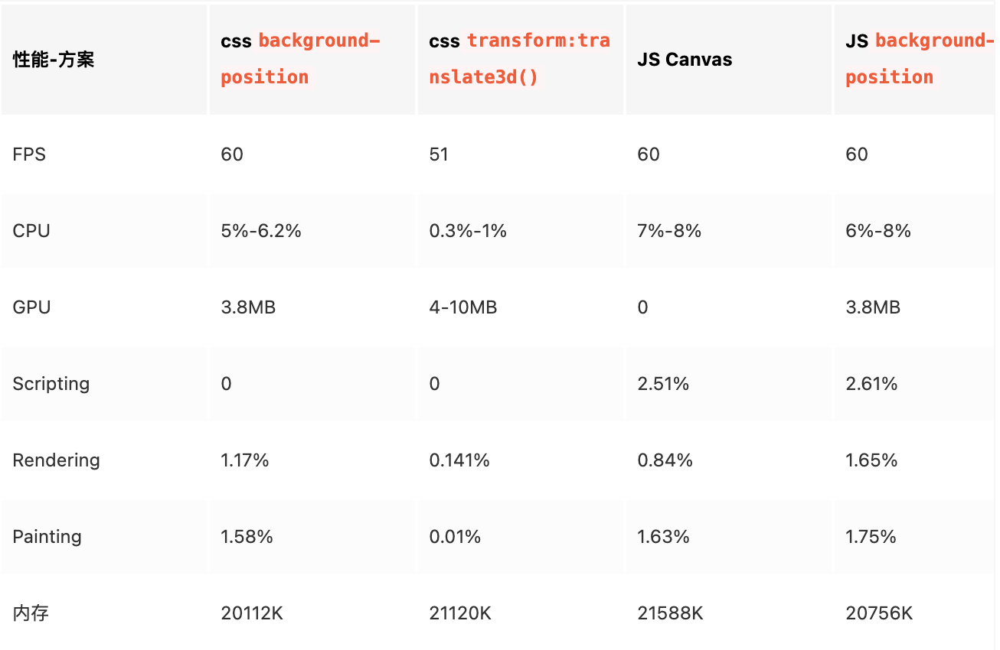 性能-方案 css background-position css transform:translate3d() JS Canvas JS background-position
FPS 60 51 60 60
CPU 5%-6.2% 0.3%-1% 7%-8% 6%-8%
GPU 3.8MB 4-10MB 0 3.8MB
Scripting 0 0 2.51% 2.61%
Rendering 1.17% 0.141% 0.84% 1.65%
Painting 1.58% 0.01% 1.63% 1.75%
内存 20112K 21120K 21588K 20756K